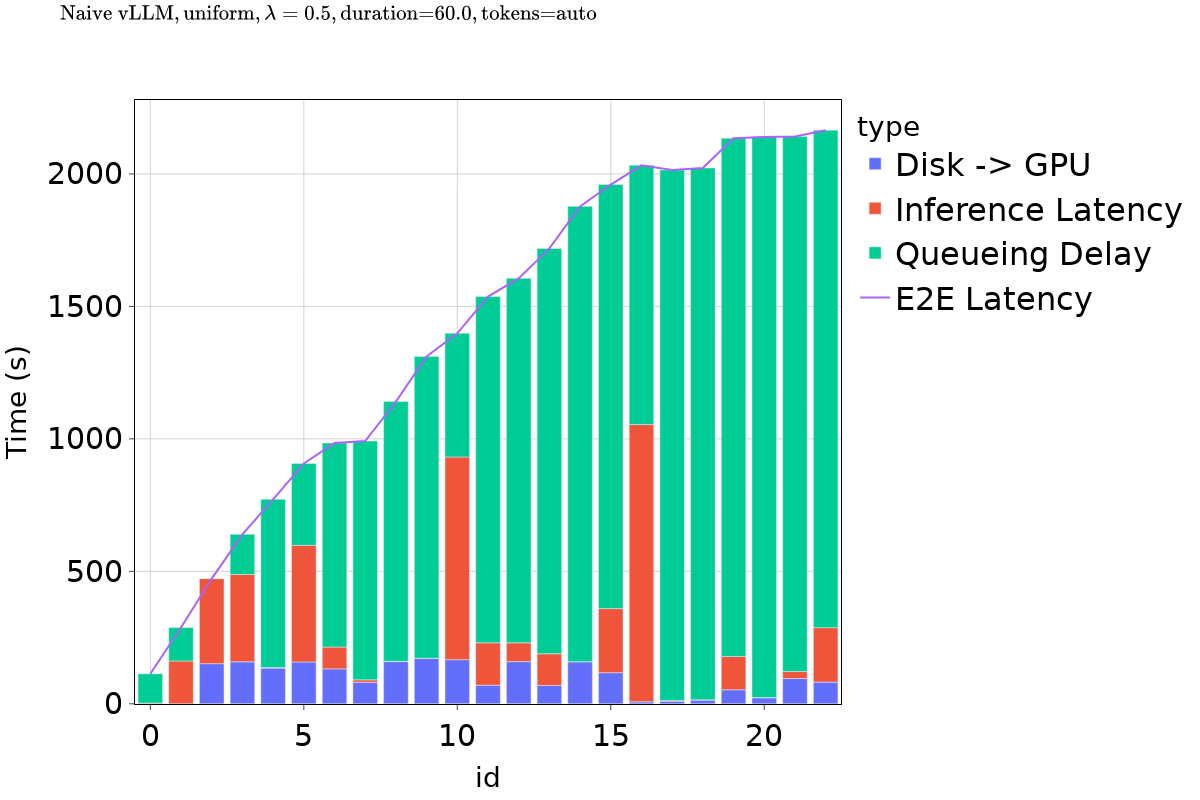 Naive vLLM, uniform, λ = 0.5, duration=60.0, tokens=auto
type
Disk -> GPU
Inference Latency
Queueing Delay
E2E Latency
Time (s)
2000
1500
1000
500
0
0 5 10 15 20
id